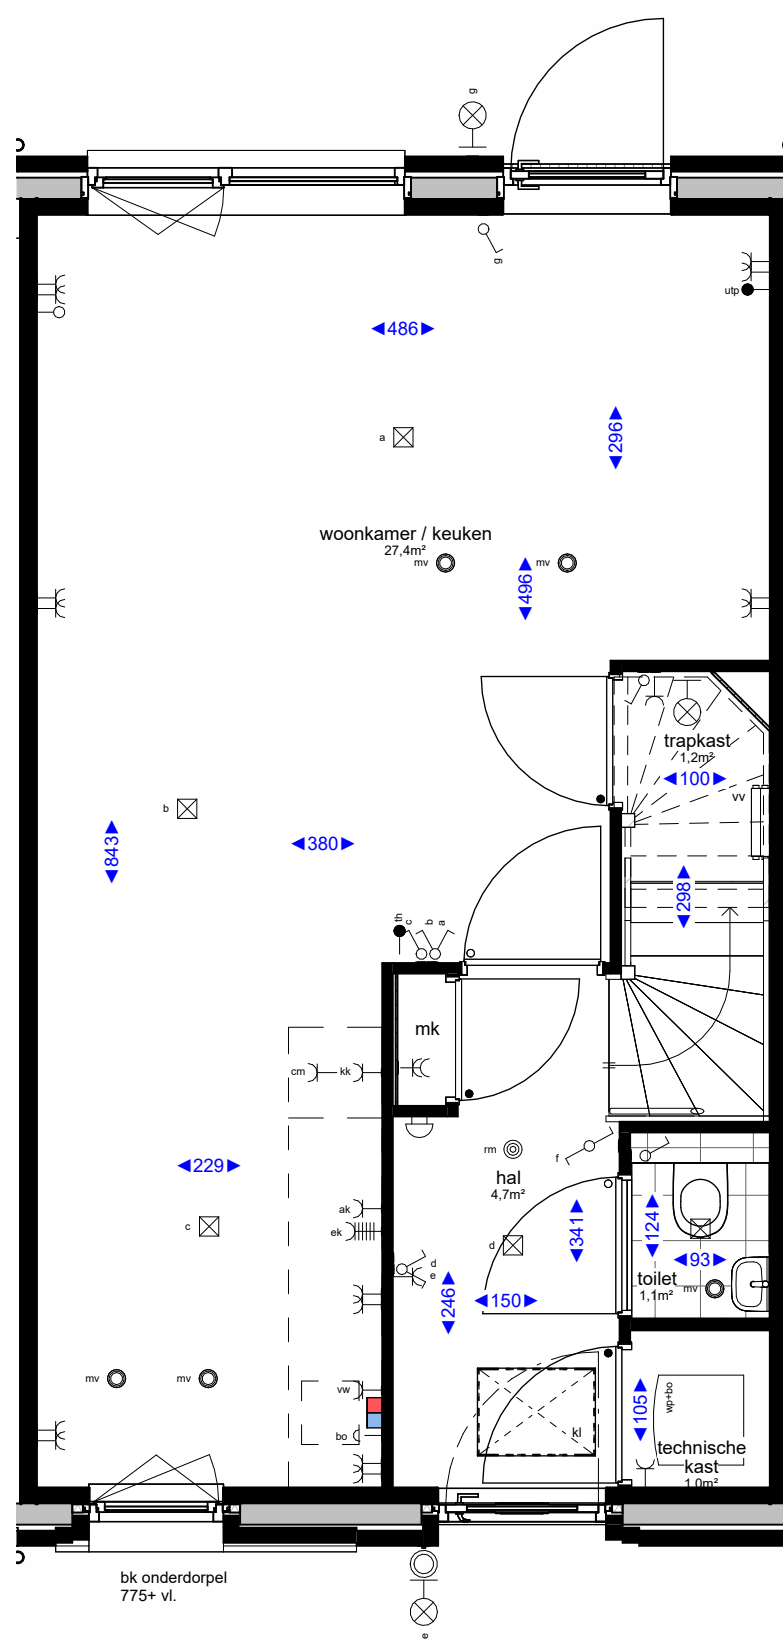 g
g
utp
◀486▶
◀296▶
a
woonkamer / keuken
27,4m²
mv
mv
◀496▶
trapkast
1,2m²
◀100▶
vv
b
◀843▶
◀380▶
◀298▶
th
c
b
a
mk
cm
kk
rm
f
hal
4,7m²
◀229▶
ak
ek
c
d
◀341▶
◀124▶
◀93▶
toilet
1,1m²
mv
d
e
◀246▶
◀150▶
mv
mv
vw
bo
kl
◀105▶
wp+bo
technische
kast
1,0m²
bk onderdorpel
775+ vl.
e